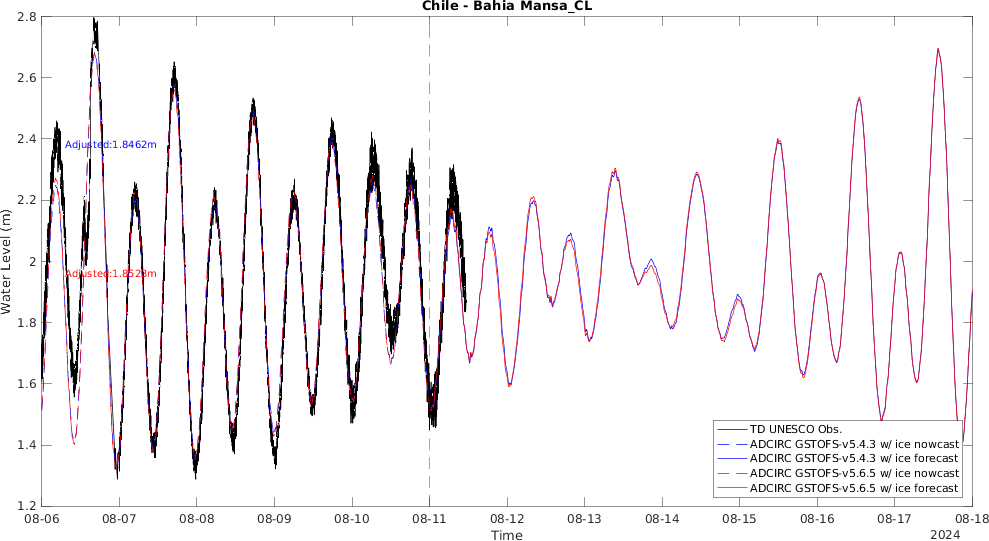 Chile - Bahia Mansa_CL
2.8
2.6
2.4
2.2
2
1.8
1.6
1.4
1.2
Water Level (m)
Adjusted:1.8462m
Adjusted:1.8523m
TD UNESCO Obs.
ADCIRC GSTOFS-v5.4.3 w/ ice nowcast
ADCIRC GSTOFS-v5.4.3 w/ ice forecast
ADCIRC GSTOFS-v5.6.5 w/ ice nowcast
ADCIRC GSTOFS-v5.6.5 w/ ice forecast
08-06 08-07 08-08 08-09 08-10 08-11 08-12 08-13 08-14 08-15 08-16 08-17 08-18
Time
2024